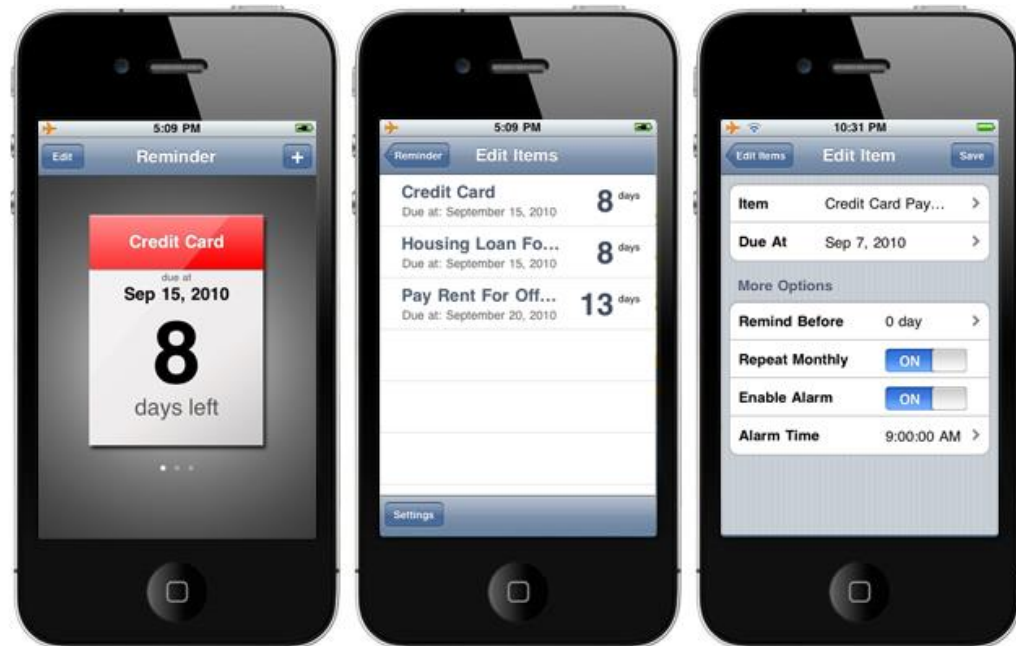 5:09 PM
Edit Reminder +
Credit Card
due at
Sep 15, 2010
8
days left
5:09 PM
Reminder Edit Items
Credit Card 8 days
Due at: September 15, 2010
Housing Loan Fo... 8 days
Due at: September 15, 2010
Pay Rent For Off... 13 days
Due at: September 20, 2010
Settings
10:31 PM
Edit Items Edit Item Save
Item Credit Card Pay...
Due At Sep 7, 2010
More Options
Remind Before 0 day
Repeat Monthly ON
Enable Alarm ON
Alarm Time 9:00:00 AM